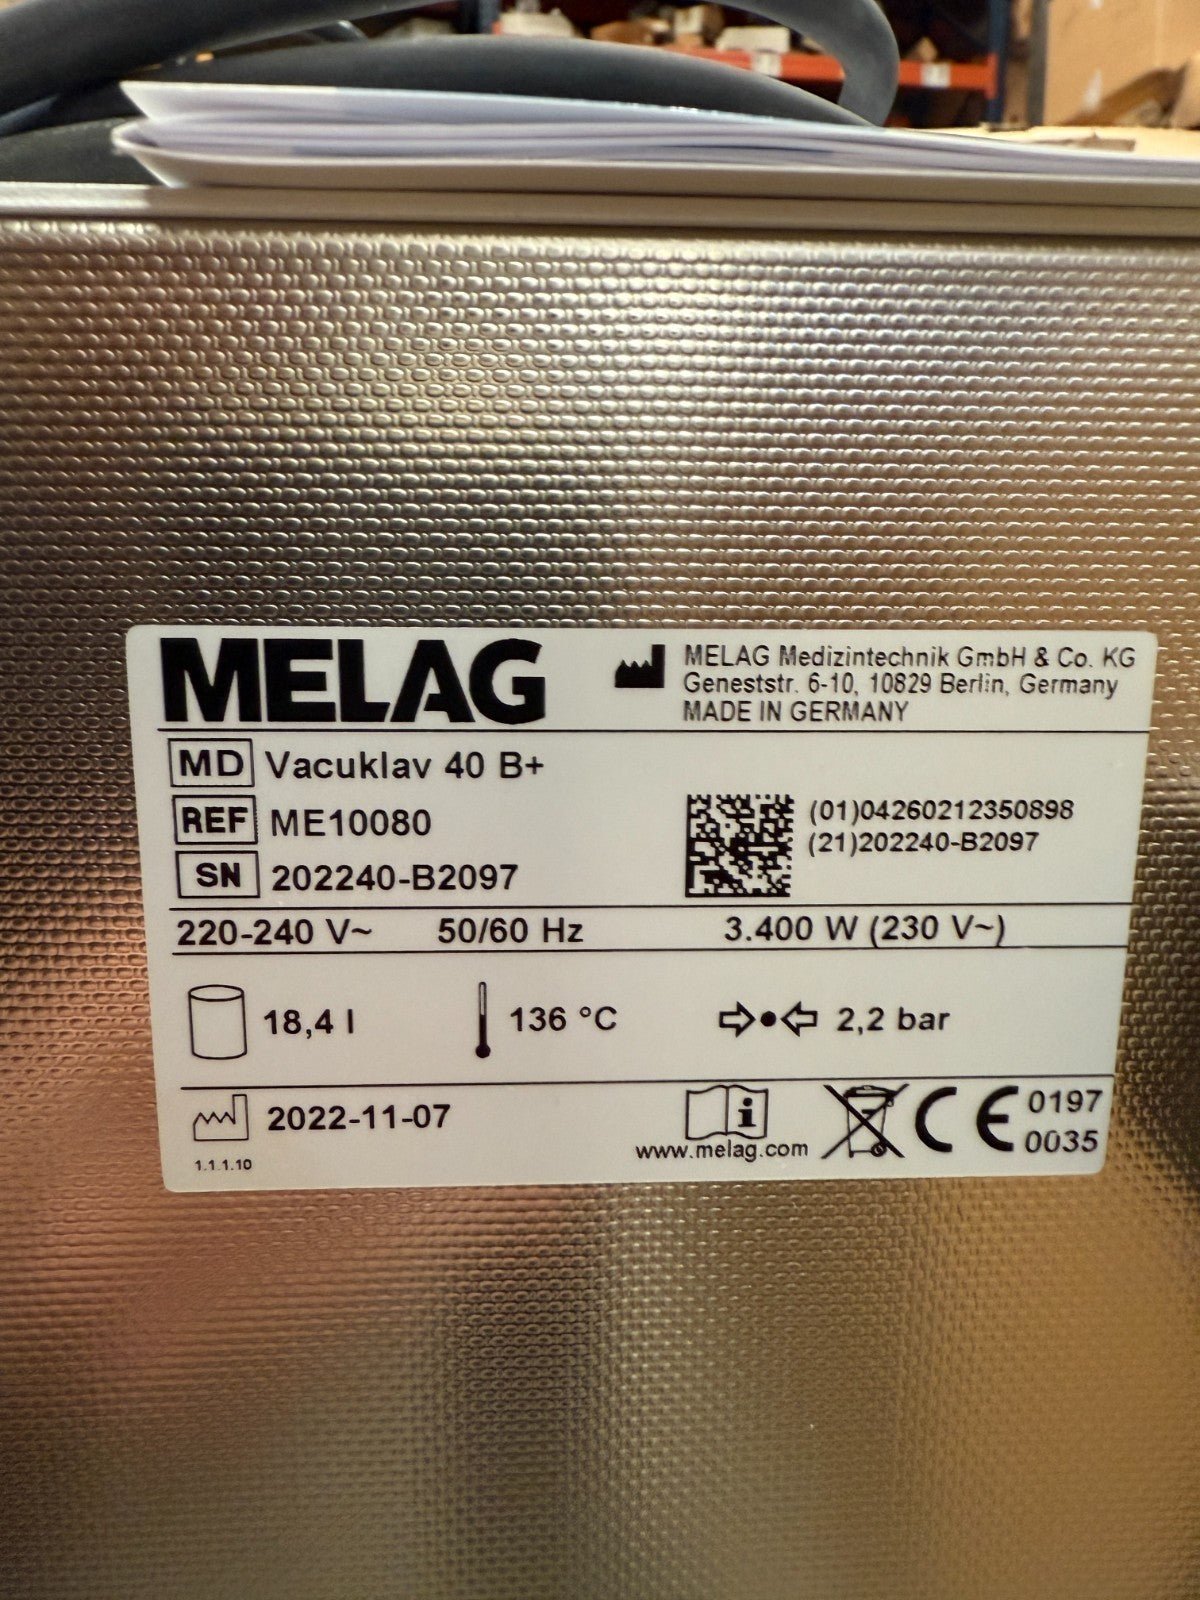 MELAG
MELAG Medizintechnik GmbH & Co. KG
Geneststr. 6-10, 10829 Berlin, Germany
MADE IN GERMANY
MD Vacuklav 40 B+
REF ME10080
SN 202240-B2097
(01)04260212350898
(21)202240-B2097
220-240 V~ 50/60 Hz 3.400 W (230 V~)
18,4 l 136 °C 2,2 bar
2022-11-07
1.1.1.10
i
www.melag.com
CE 0197
0035